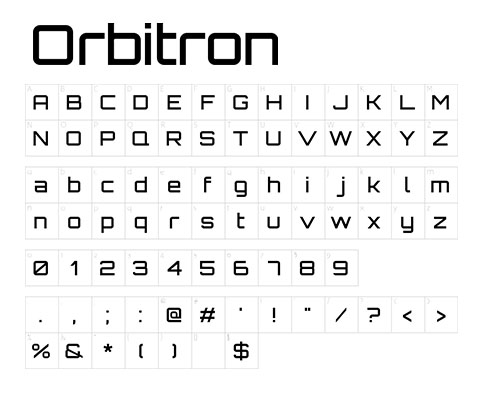 Orbitron
A B C D E F G H I J K L M
N O P Q R S T U V W X Y Z
a b c d e f g h i j k l m
n o p q r s t u v w x y z
0 1 2 3 4 5 6 7 8 9
. , ; : @ # ' ! " / ? < >
% & * ( ) $